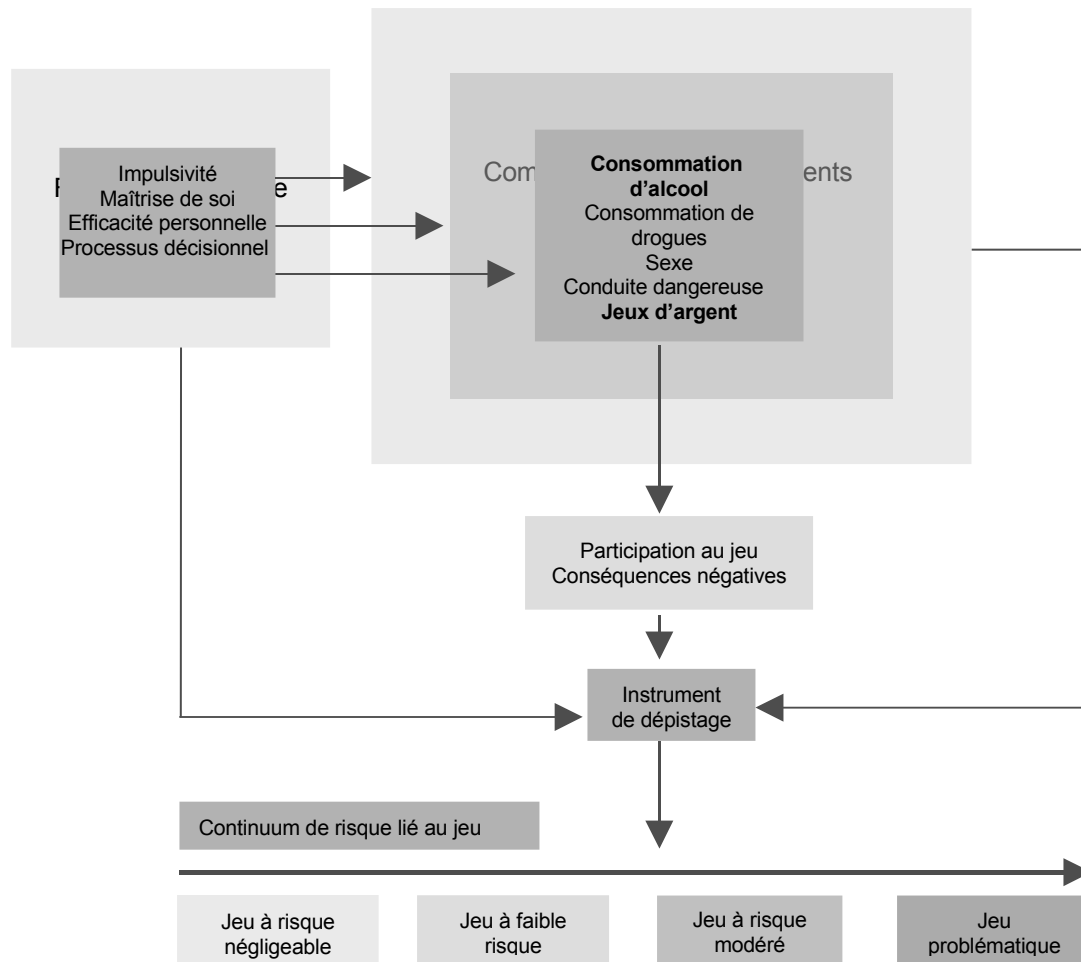 Impulsivité
Maîtrise de soi
Efficacité personnelle
Processus décisionnel
Consommation
d’alcool
Consommation de
drogues
Sexe
Conduite dangereuse
Jeux d’argent
Participation au jeu
Conséquences négatives
Instrument
de dépistage
Continuum de risque lié au jeu
Jeu à risque
négligeable
Jeu à faible
risque
Jeu à risque
modéré
Jeu
problématique